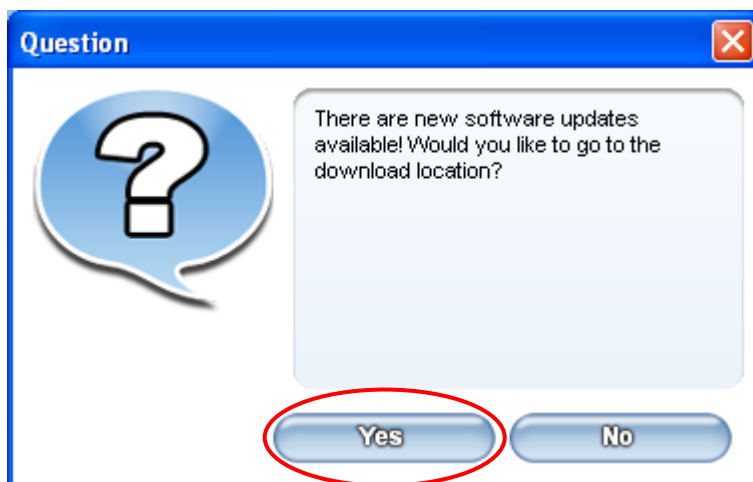 Question
There are new software updates
available! Would you like to go to the
download location?
Yes
No